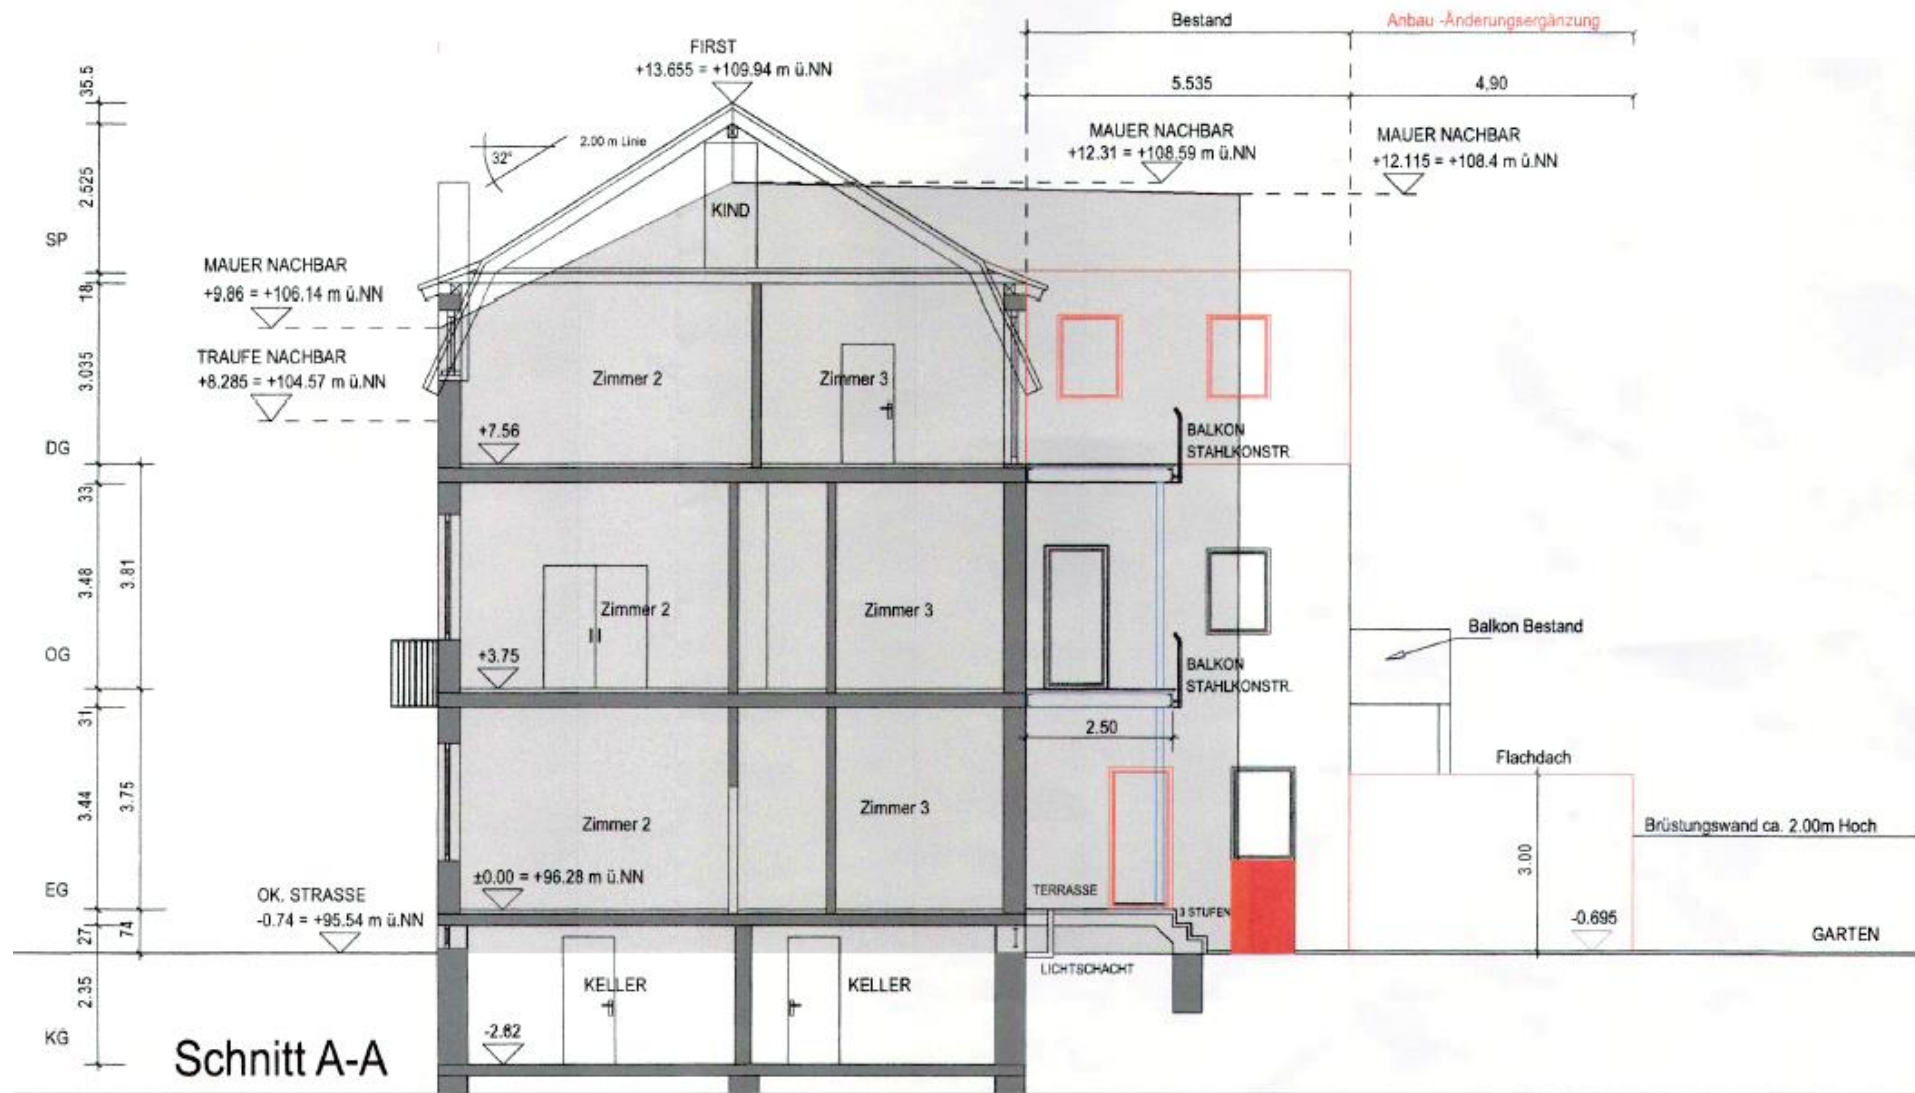 Bestand
Anbau -Änderungsergänzung
FIRST
+13.655 = +109.94 m ü.NN
5.535
4,90
35.5
2.00 m Linie
32°
MAUER NACHBAR
+12.31 = +108.59 m ü.NN
MAUER NACHBAR
+12.115 = +108.4 m ü.NN
2.525
KIND
SP
MAUER NACHBAR
+9.86 = +106.14 m ü.NN
18
TRAUFE NACHBAR
+8.285 = +104.57 m ü.NN
3.035
Zimmer 2
Zimmer 3
+7.56
BALKON
STAHLKONSTR.
DG
33
3.48
3.81
Zimmer 2
Zimmer 3
Balkon Bestand
OG
+3.75
BALKON
STAHLKONSTR.
31
2.50
Flachdach
3.44
3.75
Zimmer 2
Zimmer 3
Brüstungswand ca. 2.00m Hoch
3.00
±0.00 = +96.28 m ü.NN
EG
OK. STRASSE
-0.74 = +95.54 m ü.NN
TERRASSE
3 STUFEN
-0.695
GARTEN
27
74
LICHTSCHACHT
KELLER
KELLER
2.35
-2.62
KG
Schnitt A-A